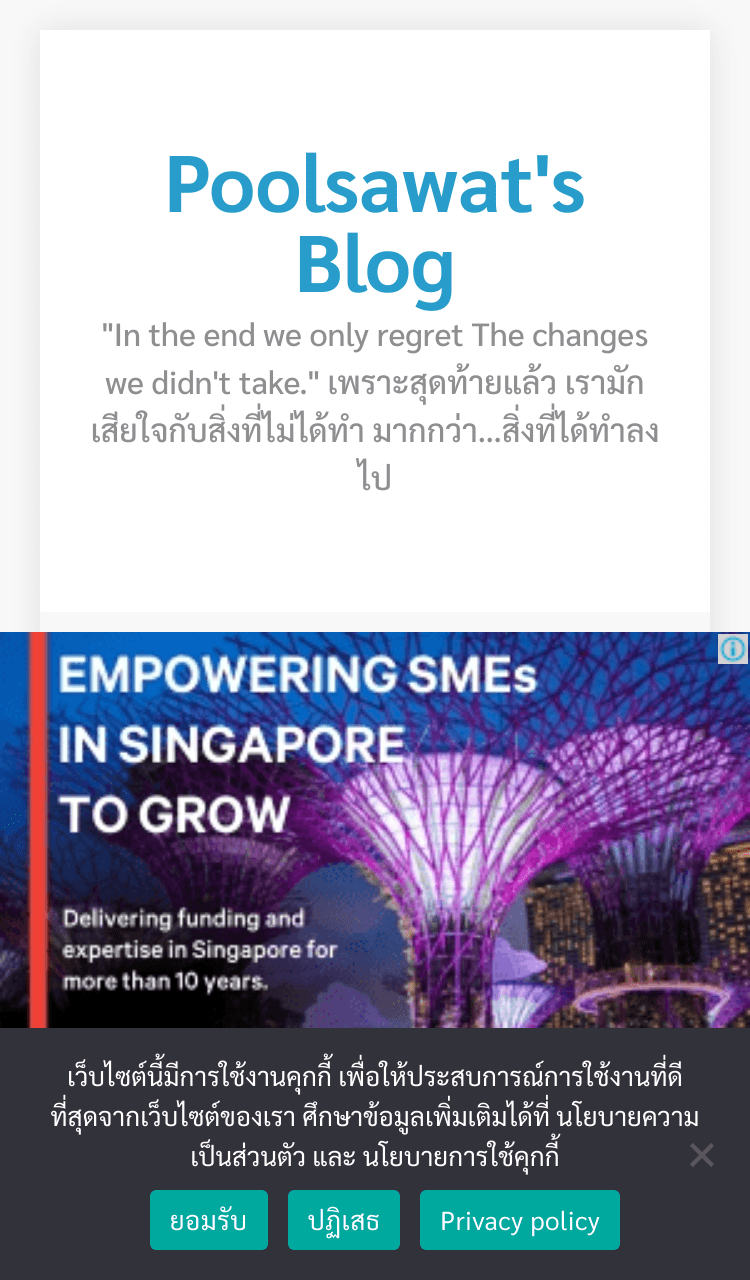 Poolsawat's
Blog
"In the end we only regret The changes
we didn't take." เพราะสุดท้ายแล้ว เรามัก
เสียใจกับสิ่งที่ไม่ได้ทำ มากกว่า...สิ่งที่ได้ทำลง
ไป
EMPOWERING SMEs
IN SINGAPORE
TO GROW
Delivering funding and
expertise in Singapore for
more than 10 years.
เว็บไซต์นี้มีการใช้งานคุกกี้ เพื่อให้ประสบการณ์การใช้งานที่ดี
ที่สุดจากเว็บไซต์ของเรา ศึกษาข้อมูลเพิ่มเติมได้ที่ นโยบายความ
เป็นส่วนตัว และ นโยบายการใช้คุกกี้
ยอมรับ ปฏิเสธ Privacy policy